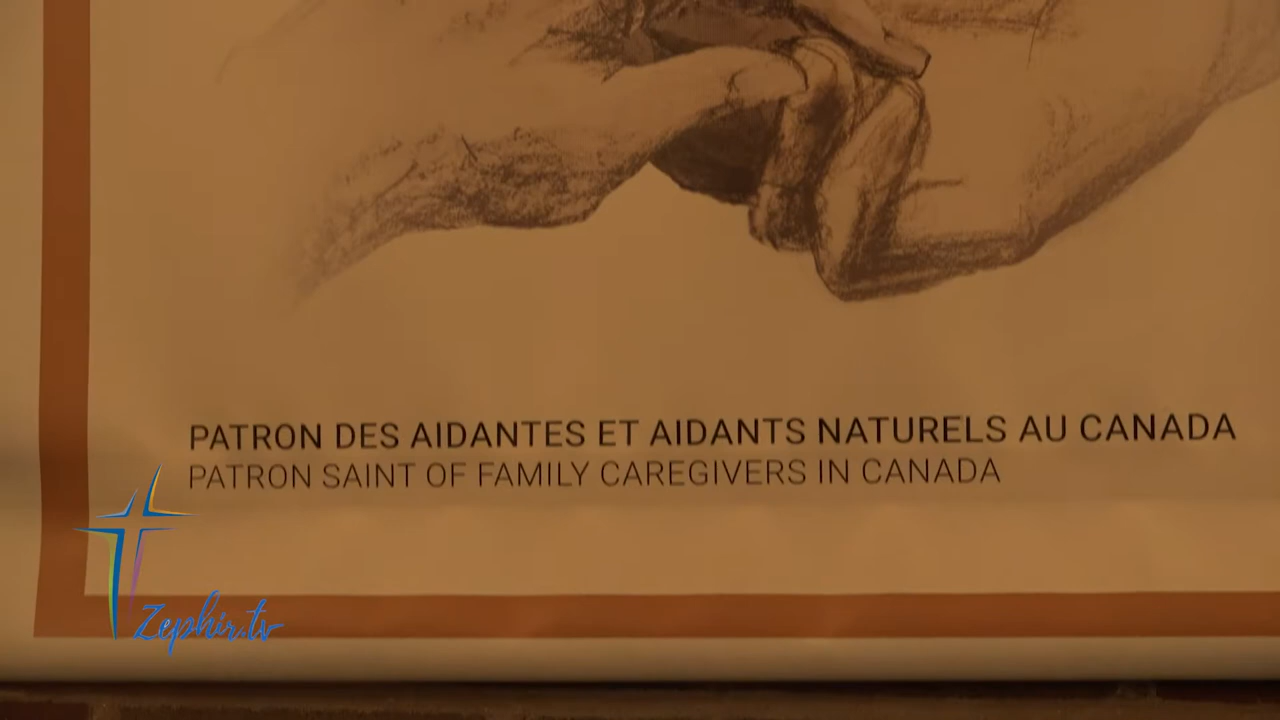 PATRON DES AIDANTES ET AIDANTS NATURELS AU CANADA
PATRON SAINT OF FAMILY CAREGIVERS IN CANADA
Zephir.tv